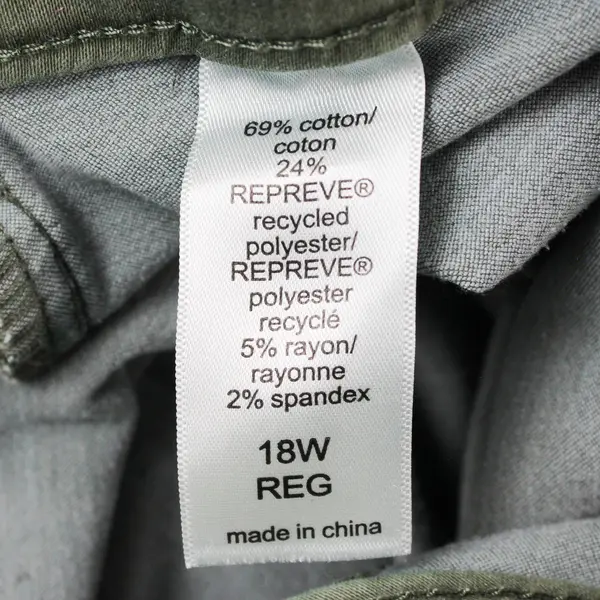 69% cotton/
coton
24%
REPREVE®
recycled
polyester/
REPREVE®
polyester
recyclé
5% rayon/
rayonne
2% spandex
18W
REG
made in china